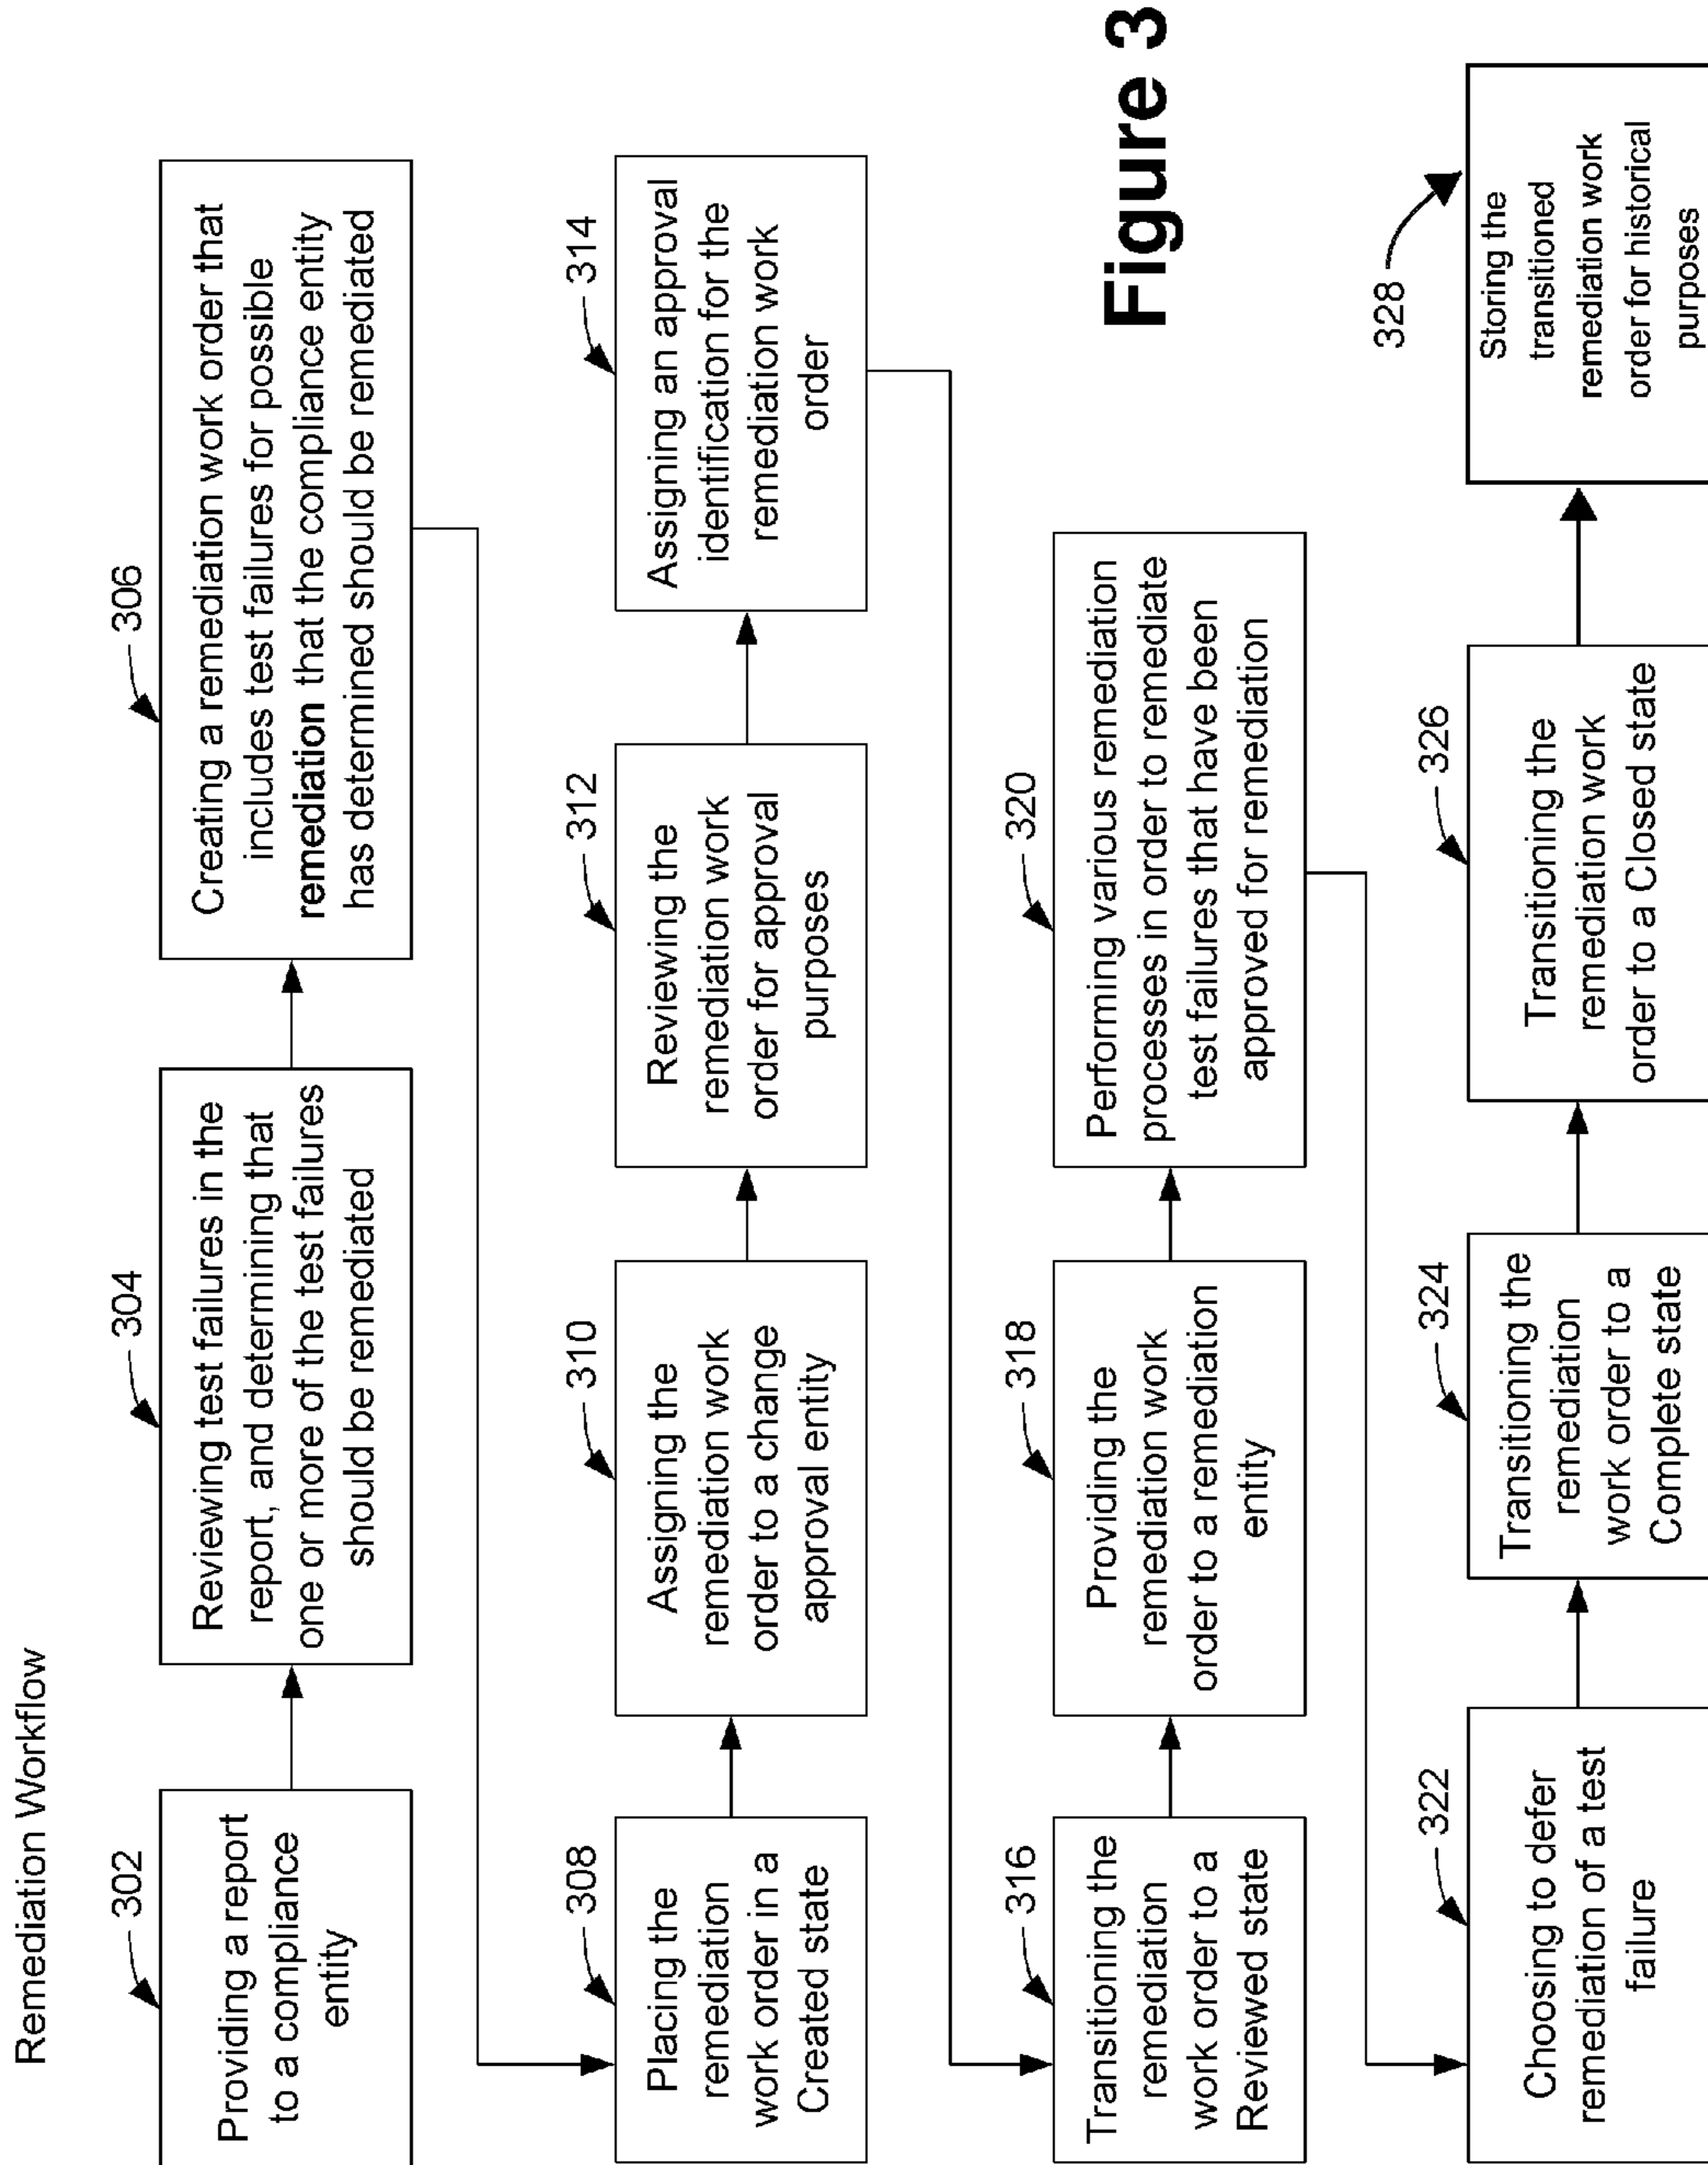 Remediation Workflow
302
Providing a report
to a compliance
entity
304
Reviewing test failures in the
report, and determining that
one or more of the test failures
should be remediated
306
Creating a remediation work order that
includes test failures for possible
remediation that the compliance entity
has determined should be remediated
308
Placing the
remediation
work order in a
Created state
310
Assigning the
remediation work
order to a change
approval entity
312
Reviewing the
remediation work
order for approval
purposes
314
Assigning an approval
identification for the
remediation work
order
316
Transitioning the
remediation
work order to a
Reviewed state
318
Providing the
remediation work
order to a remediation
entity
320
Performing various remediation
processes in order to remediate
test failures that have been
approved for remediation
Figure 3
322
Choosing to defer
remediation of a test
failure
324
Transitioning the
remediation
work order to a
Complete state
326
Transitioning the
remediation work
order to a Closed state
328
Storing the
transitioned
remediation work
order for historical
purposes